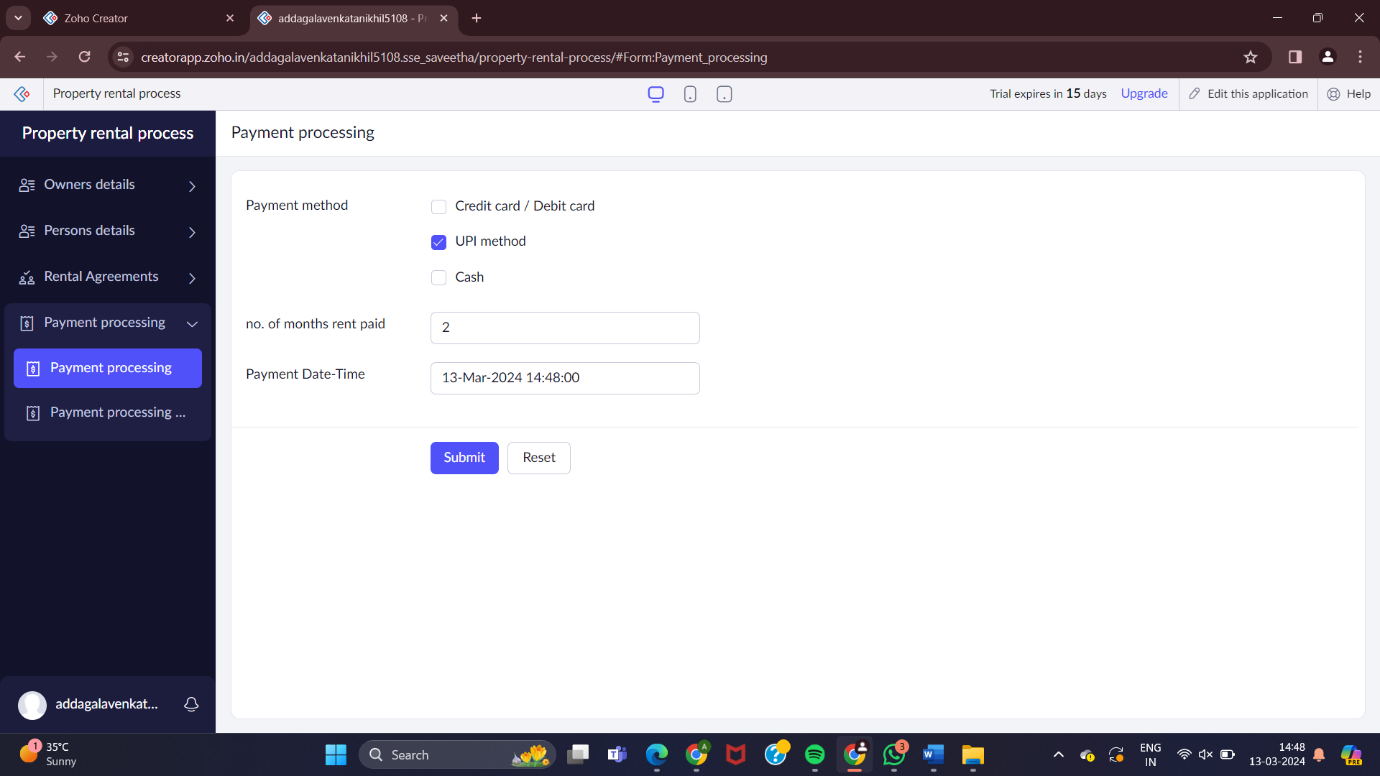 Zoho Creator
addagalavenkatanikhil5108 - P
creatorapp.zoho.in/addagalavenkatanikhil5108.sse_saveetha/property-rental-process/#Form:Payment_processing
Property rental process
Trial expires in 15 days
Upgrade
Edit this application
Help
Property rental process
Owners details
Persons details
Rental Agreements
Payment processing
Payment processing
Payment processing ...
addagalavenkat...
Payment processing
Payment method
Credit card / Debit card
UPI method
Cash
no. of months rent paid
2
Payment Date-Time
13-Mar-2024 14:48:00
Submit
Reset
1
35°C
Sunny
Search
A
3
ENG
IN
14:48
13-03-2024
PRE